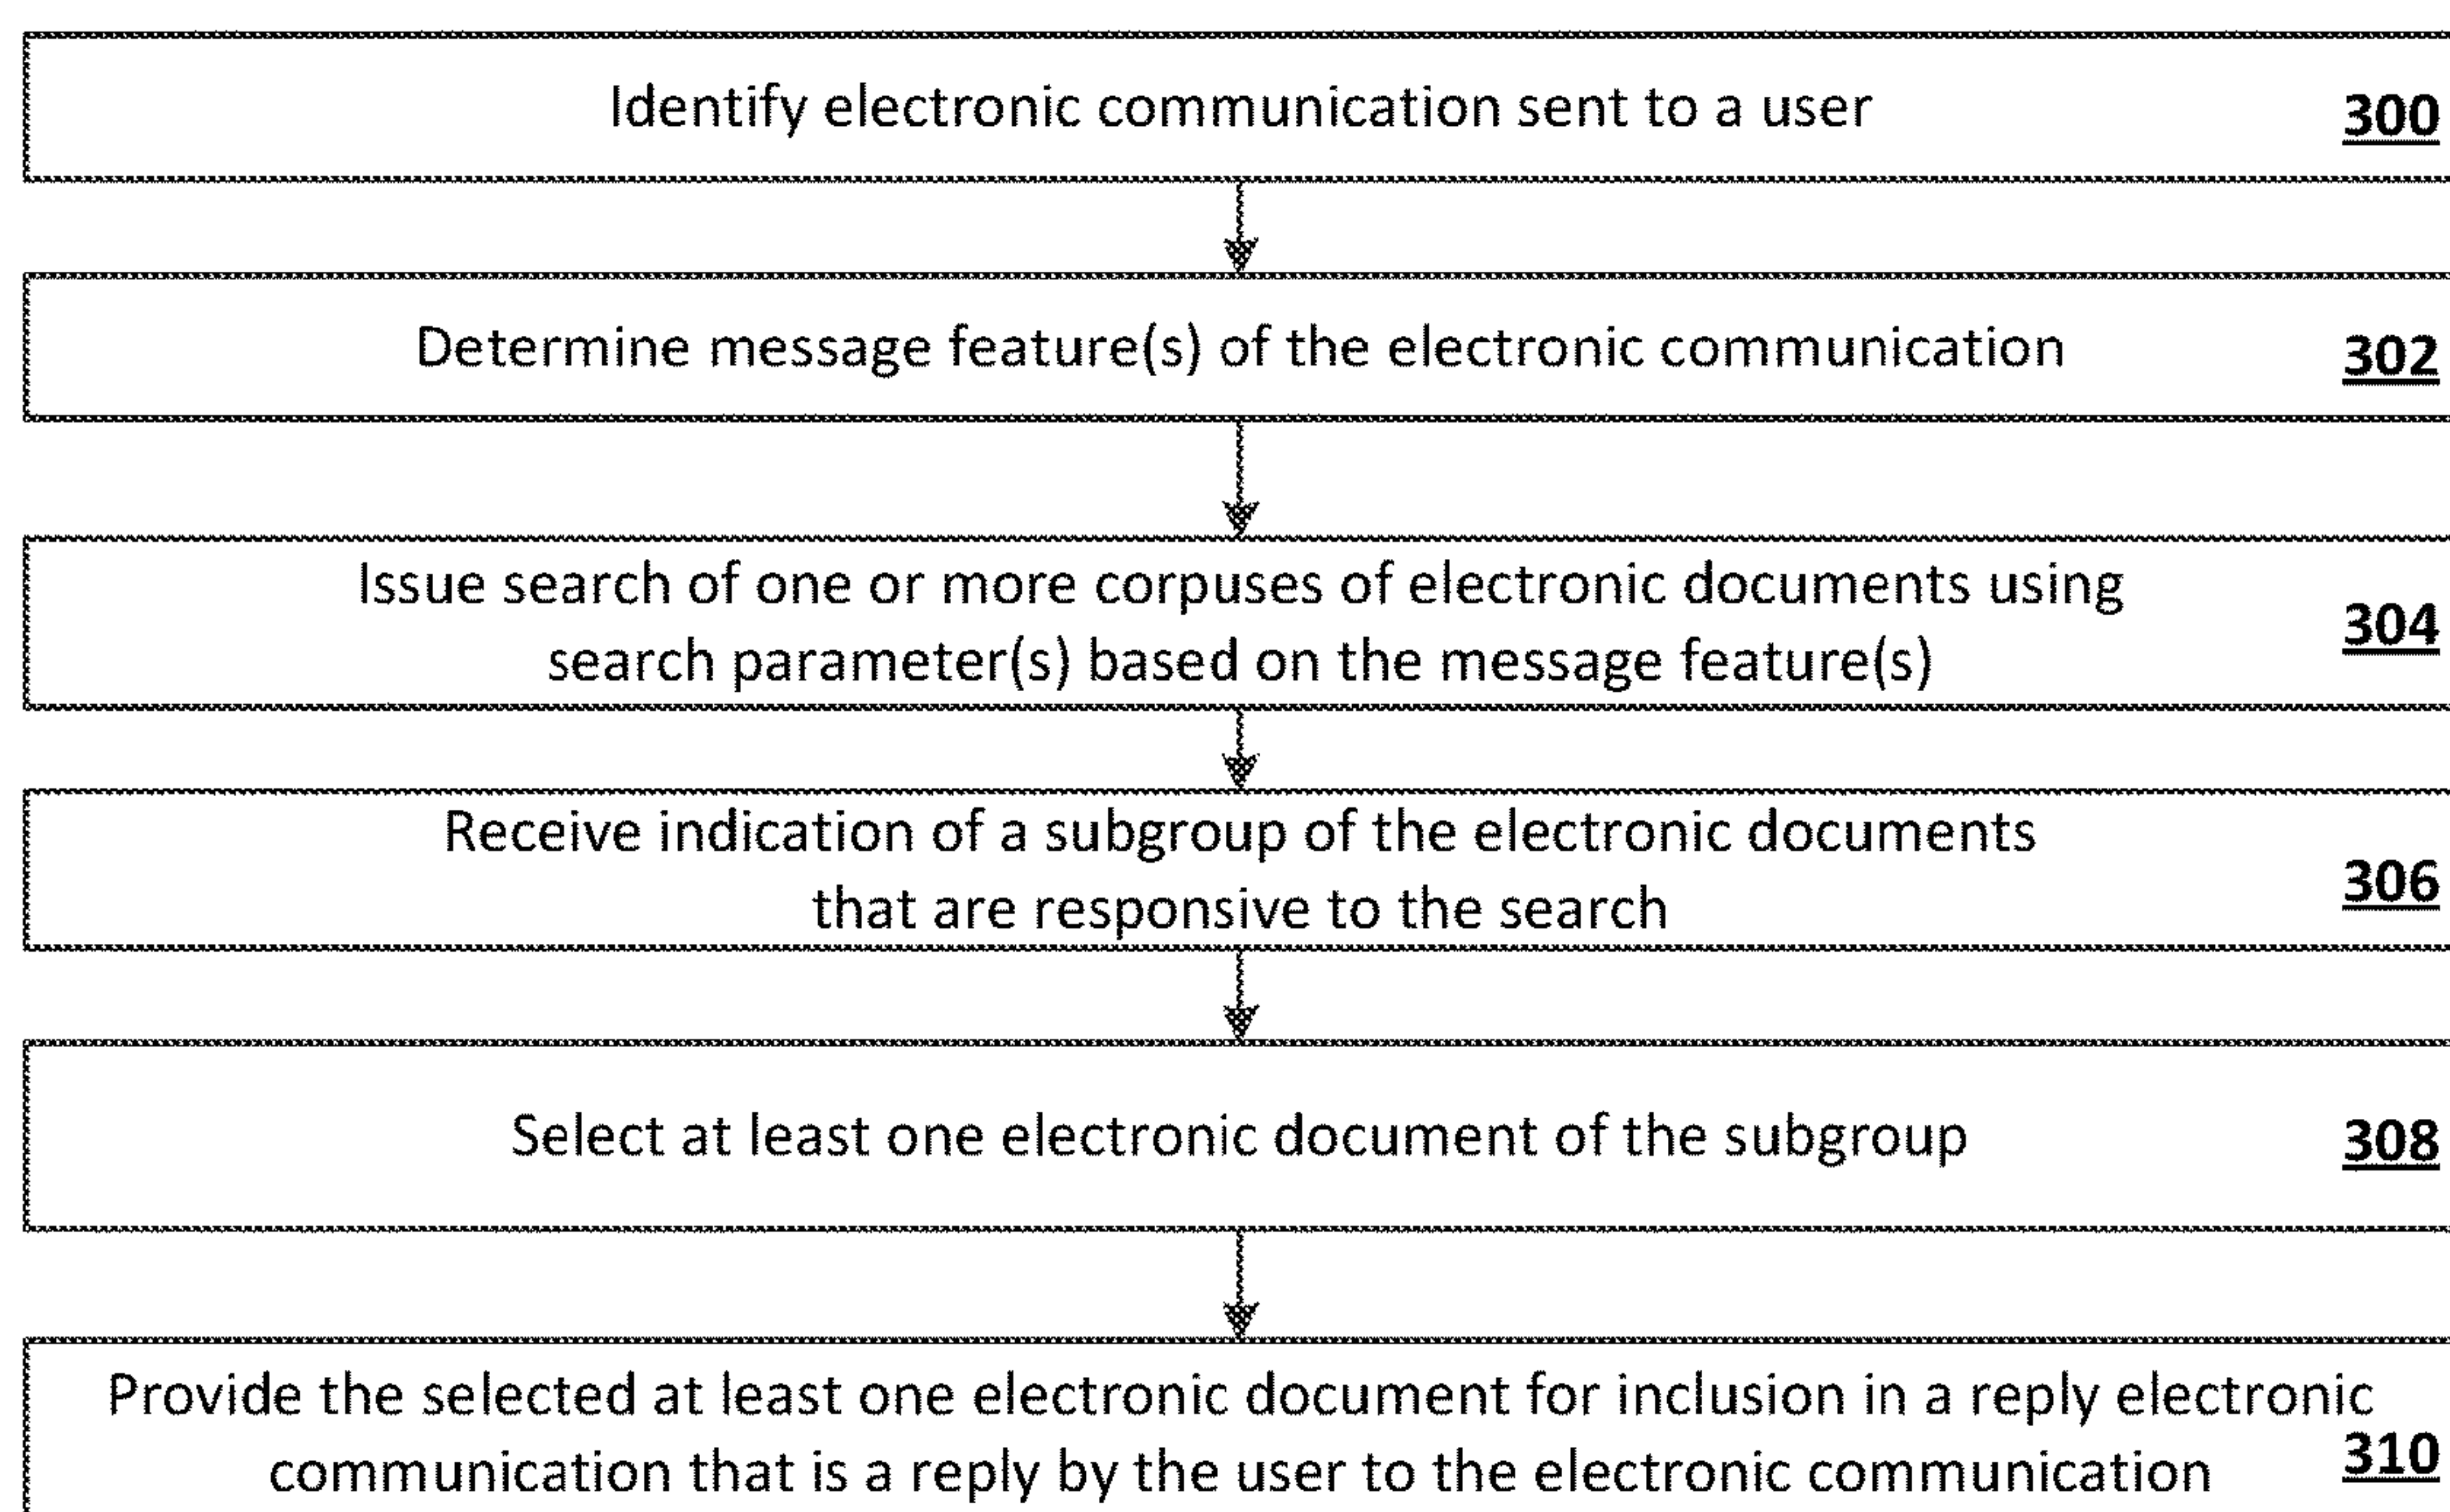 Identify electronic communication sent to a user
300
Determine message feature(s) of the electronic communication
302
Issue search of one or more corpuses of electronic documents using
search parameter(s) based on the message feature(s)
304
Receive indication of a subgroup of the electronic documents
that are responsive to the search
306
Select at least one electronic document of the subgroup
308
Provide the selected at least one electronic document for inclusion in a reply electronic
communication that is a reply by the user to the electronic communication
310